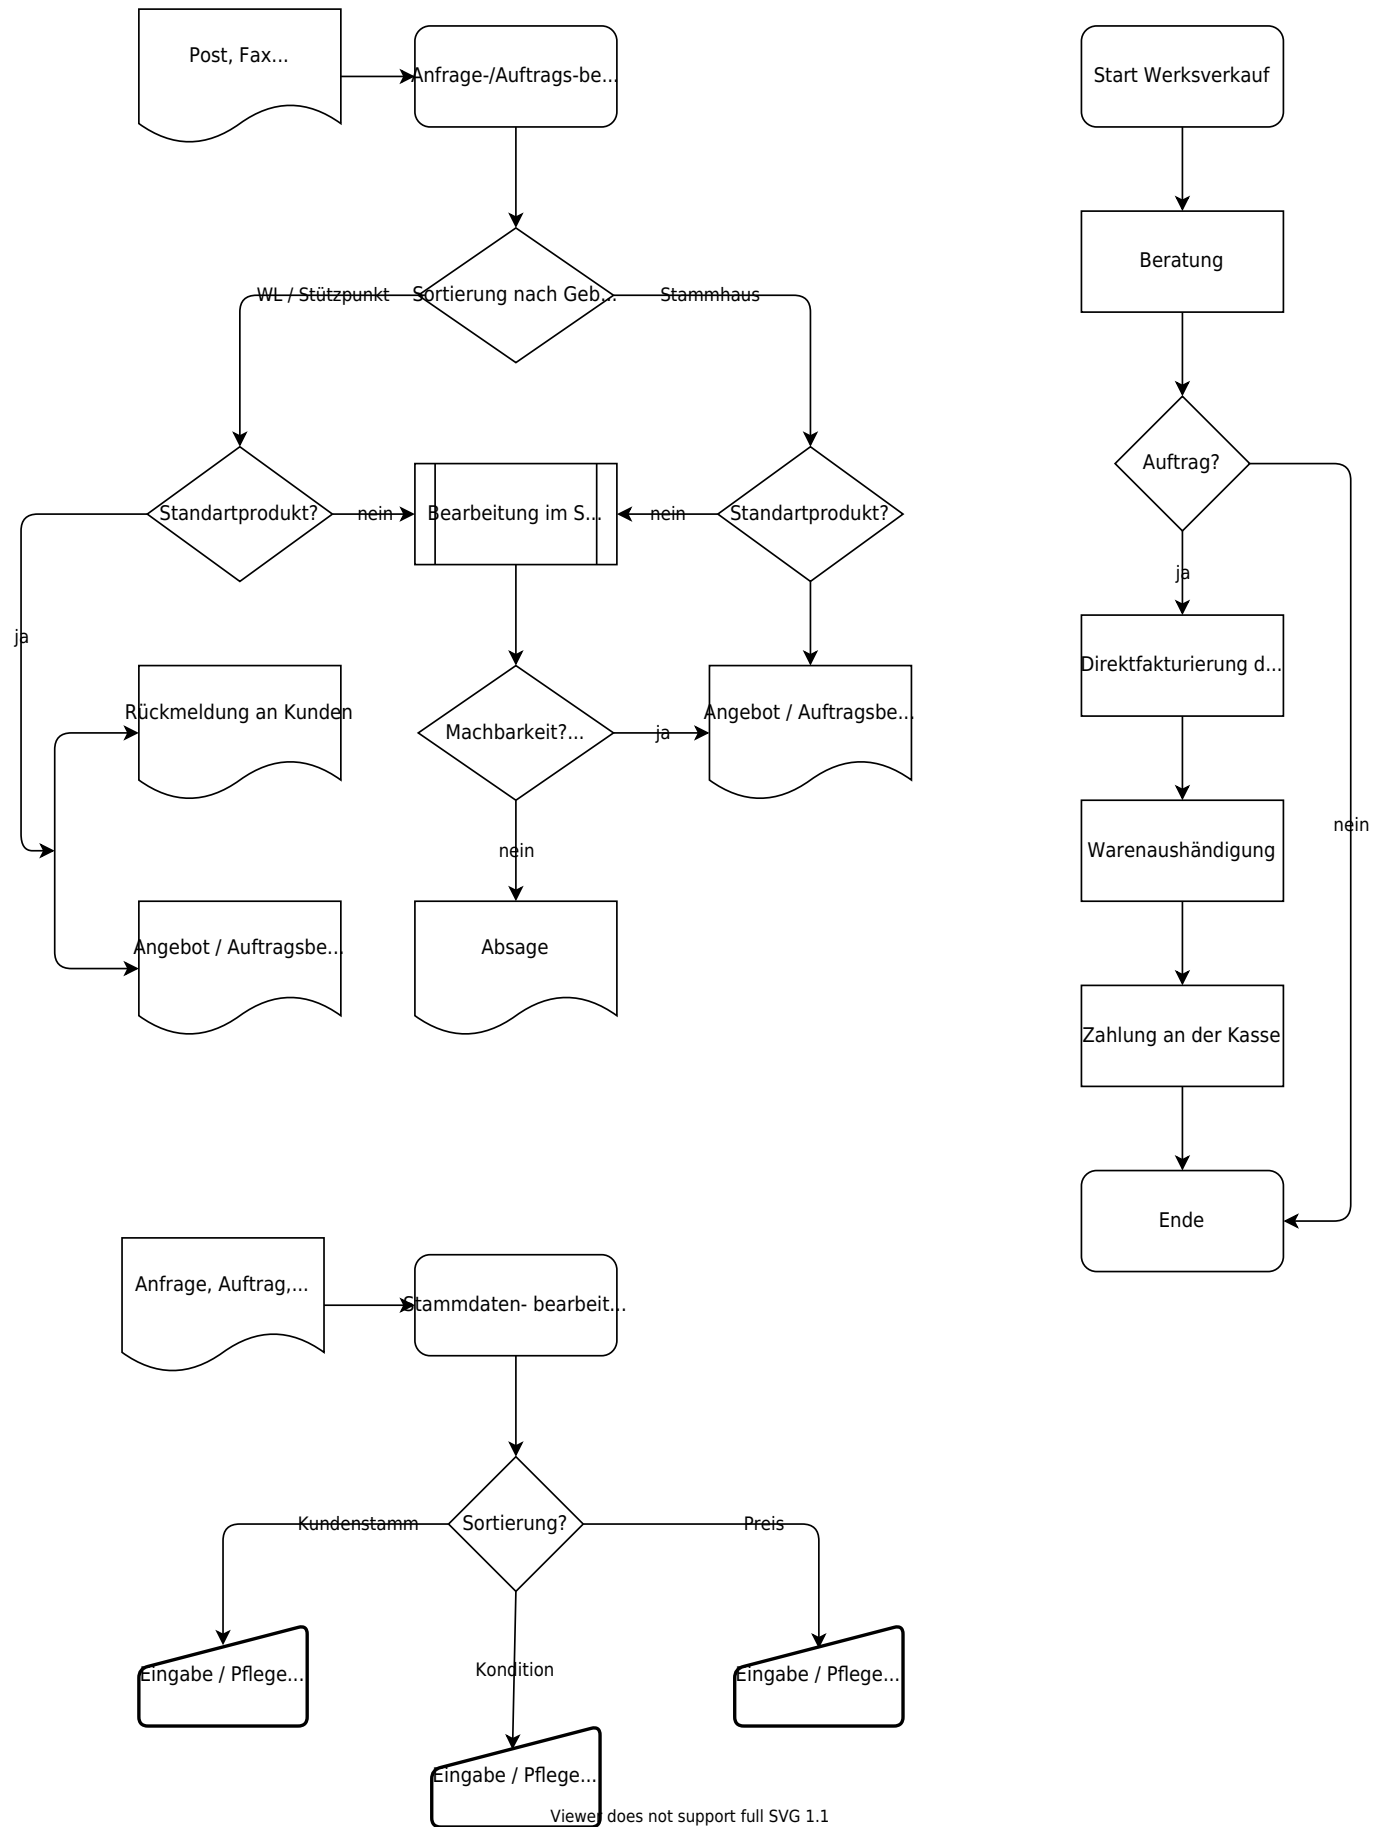 Post, Fax...
Anfrage-/Auftrags-be...
Sortierung nach Geb...
WL / Stützpunkt
Stammhaus
Standartprodukt?
nein
Bearbeitung im S...
nein
Standartprodukt?
ja
Rückmeldung an Kunden
Machbarkeit?...
ja
Angebot / Auftragsbe...
nein
Angebot / Auftragsbe...
Absage
Start Werksverkauf
Beratung
Auftrag?
ja
Direktfakturierung d...
Warenaushändigung
nein
Zahlung an der Kasse
Ende
Anfrage, Auftrag,...
Stammdaten- bearbeit...
Sortierung?
Kundenstamm
Preis
Kondition
Eingabe / Pflege...
Eingabe / Pflege...
Eingabe / Pflege...
Viewer does not support full SVG 1.1